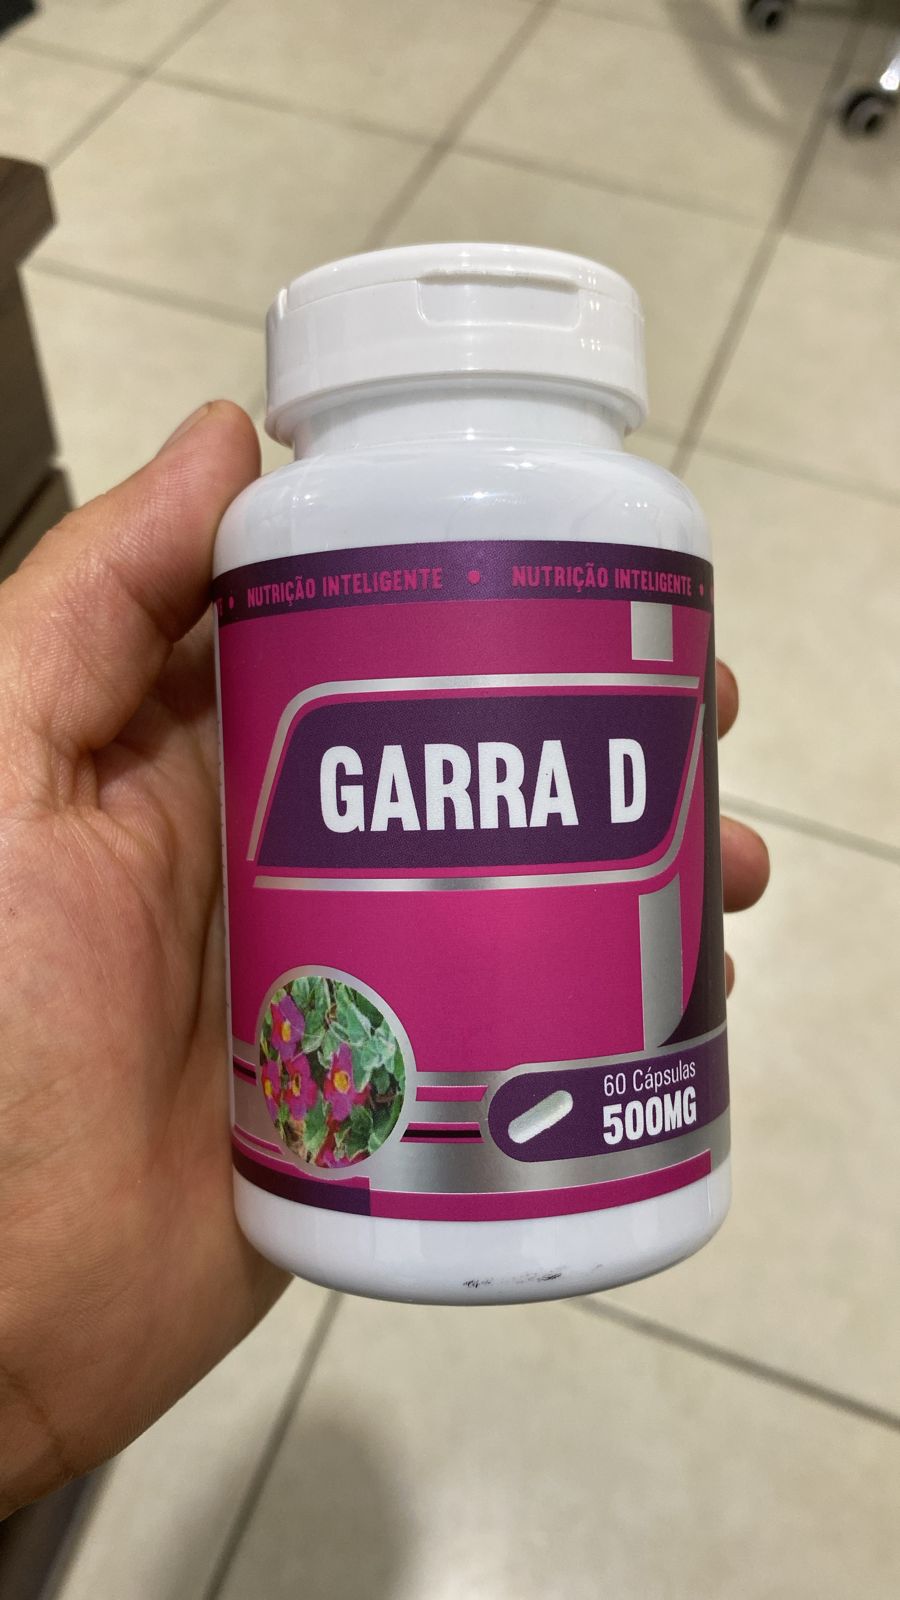 NUTRIÇÃO INTELIGENTE • NUTRIÇÃO INTELIGENTE •
GARRA D
60 Cápsulas
500MG